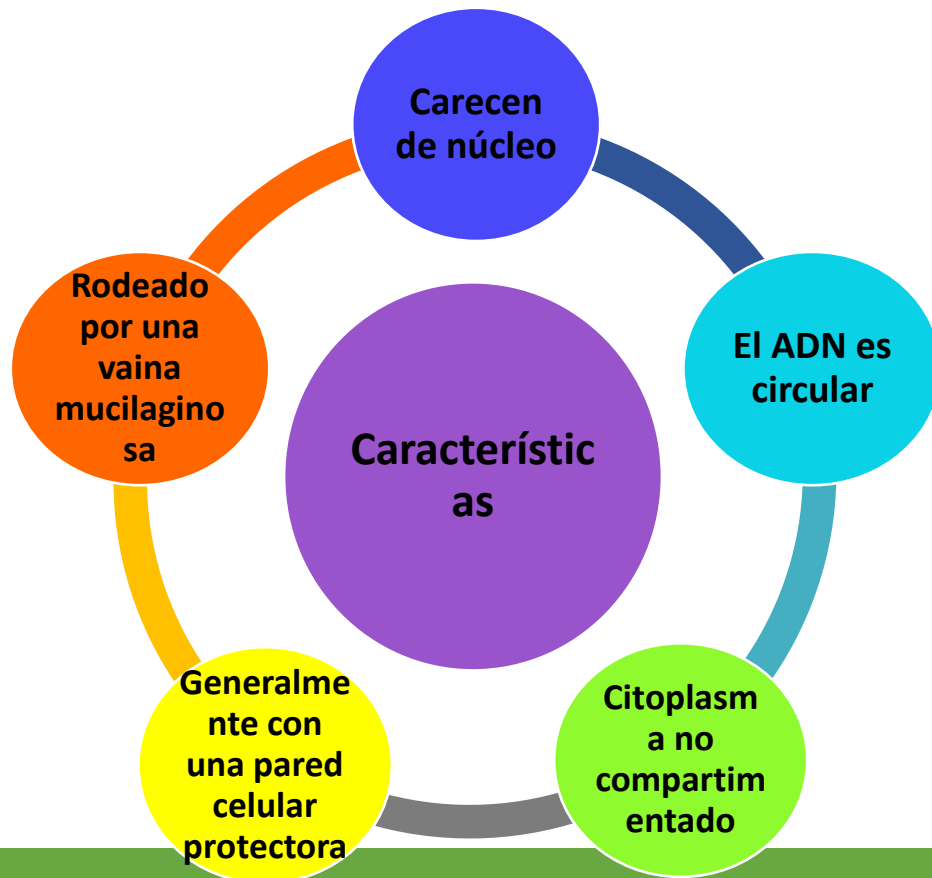 Carecen
de núcleo
El ADN es
circular
Citoplasm
a no
compartim
entado
Generalme
nte con
una pared
celular
protectora
Rodeado
por una
vaina
mucilagino
sa
Característic
as